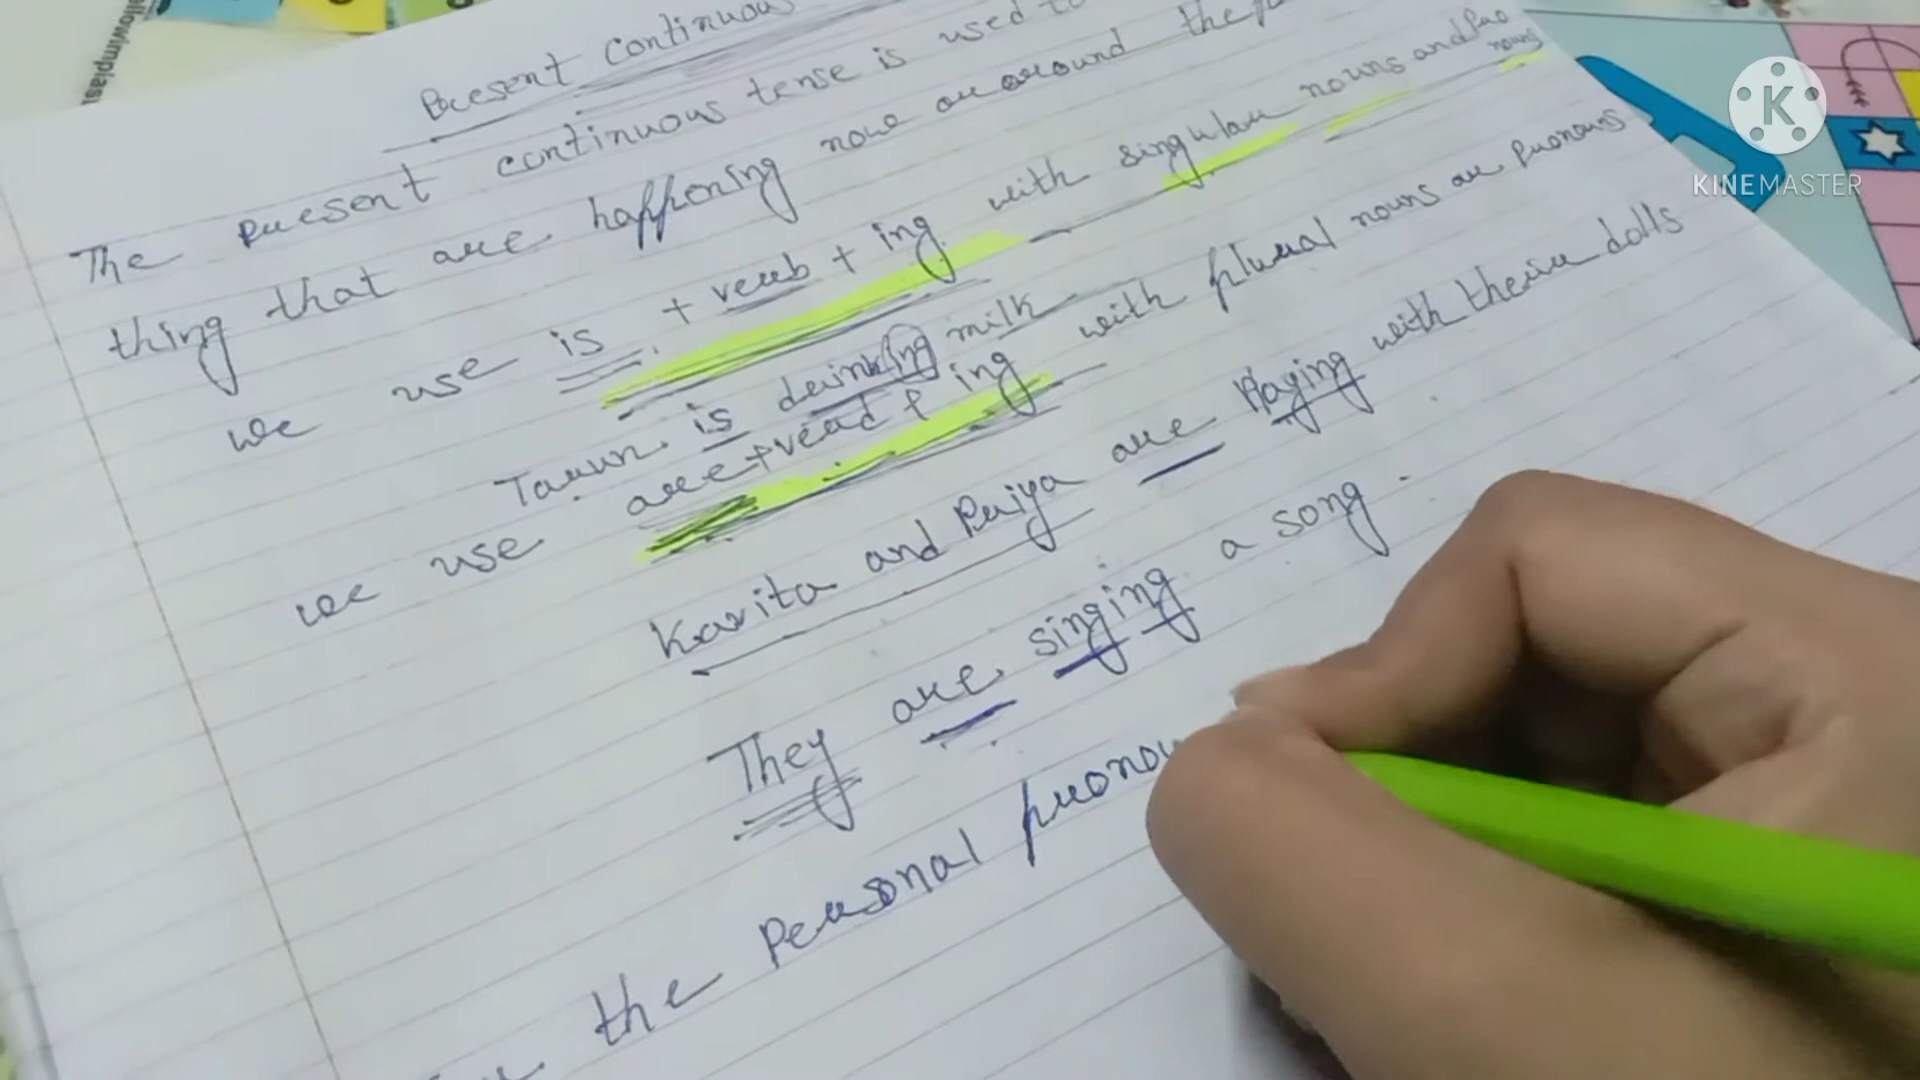 Present continuous
The present continuous tense is used to
thing that are happening now or around the
we use is + verb + ing with singular nouns and pro
nouns
Tarun is drinking milk
we use are + verd + ing with plural nouns or pronouns
Kavita and Priya are Playing with their dolls
They are singing a song.
the personal
KINEMASTER